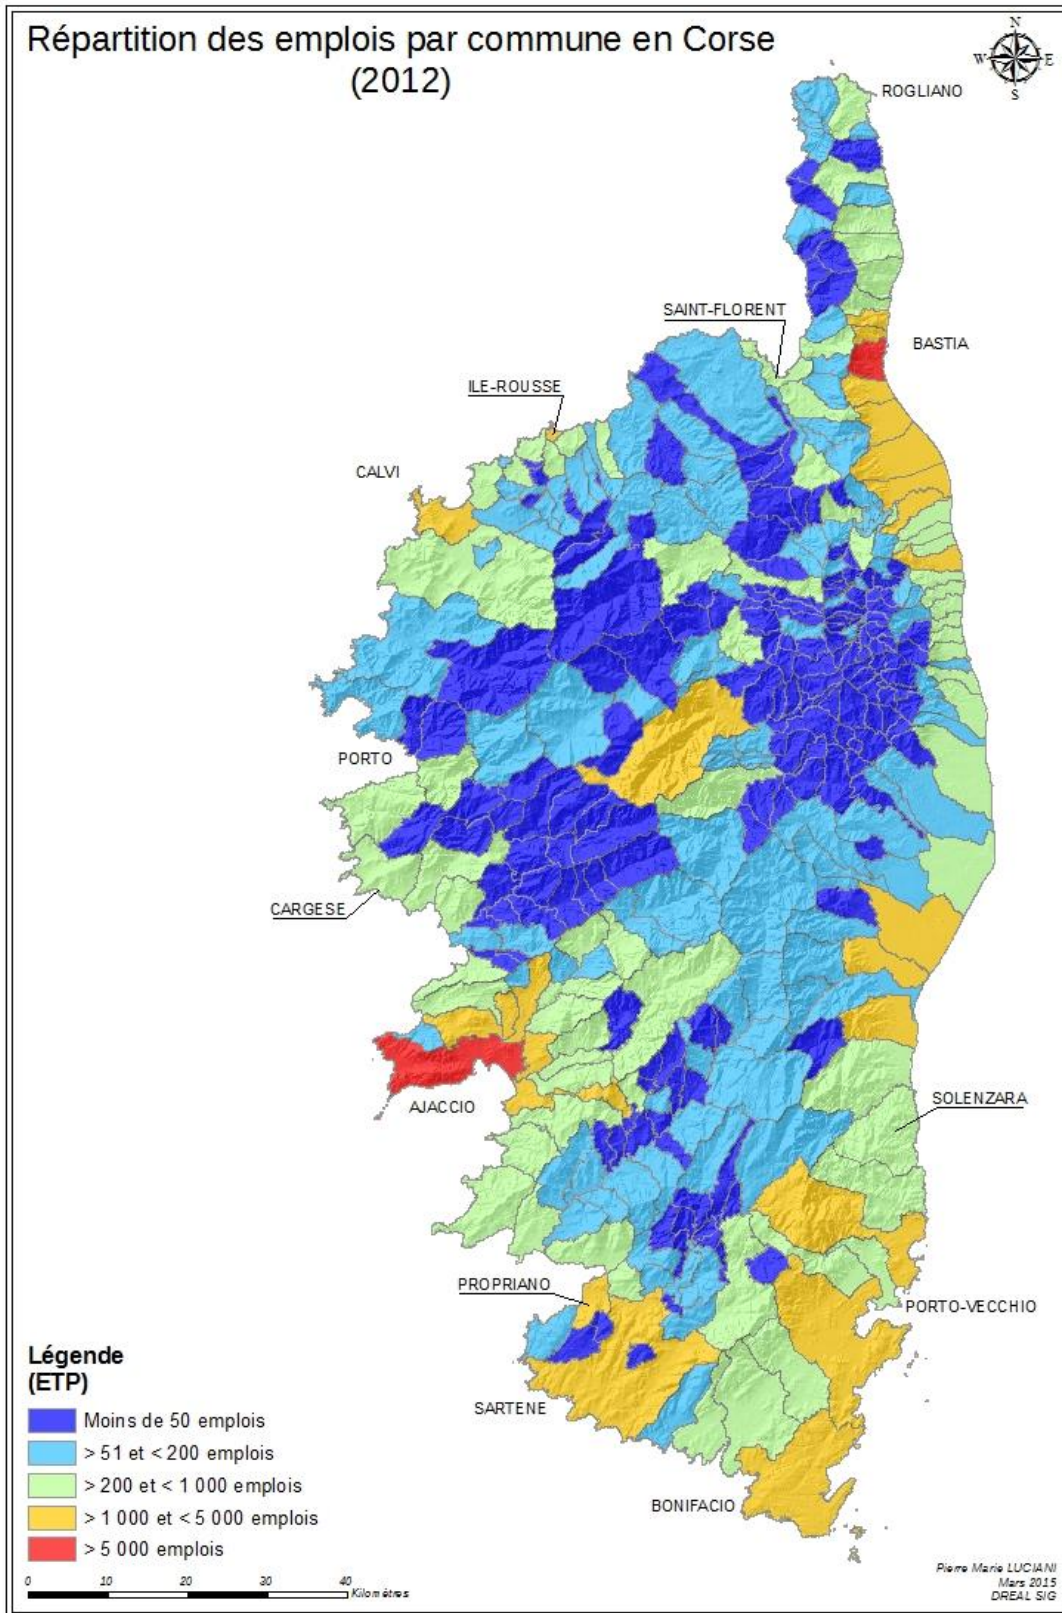 Répartition des emplois par commune en Corse
(2012)
N
W E
S
ROGLIANO
SAINT-FLORENT
BASTIA
ILE-ROUSSE
CALVI
PORTO
CARGESE
AJACCIO
SOLENZARA
PROPRIANO
PORTO-VECCHIO
SARTENE
BONIFACIO
Légende
(ETP)
Moins de 50 emplois
> 51 et < 200 emplois
> 200 et < 1 000 emplois
> 1 000 et < 5 000 emplois
> 5 000 emplois
0 10 20 30 40
Kilomètres
Pierre Marie LUCIANI
Mars 2015
DREAL SIG